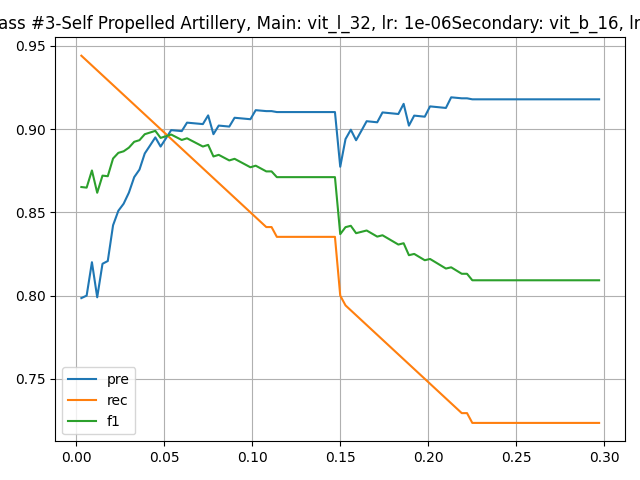 ass #3-Self Propelled Artillery, Main: vit_l_32, lr: 1e-06Secondary: vit_b_16, lr
0.95
0.90
0.85
0.80
0.75
pre
rec
f1
0.00 0.05 0.10 0.15 0.20 0.25 0.30